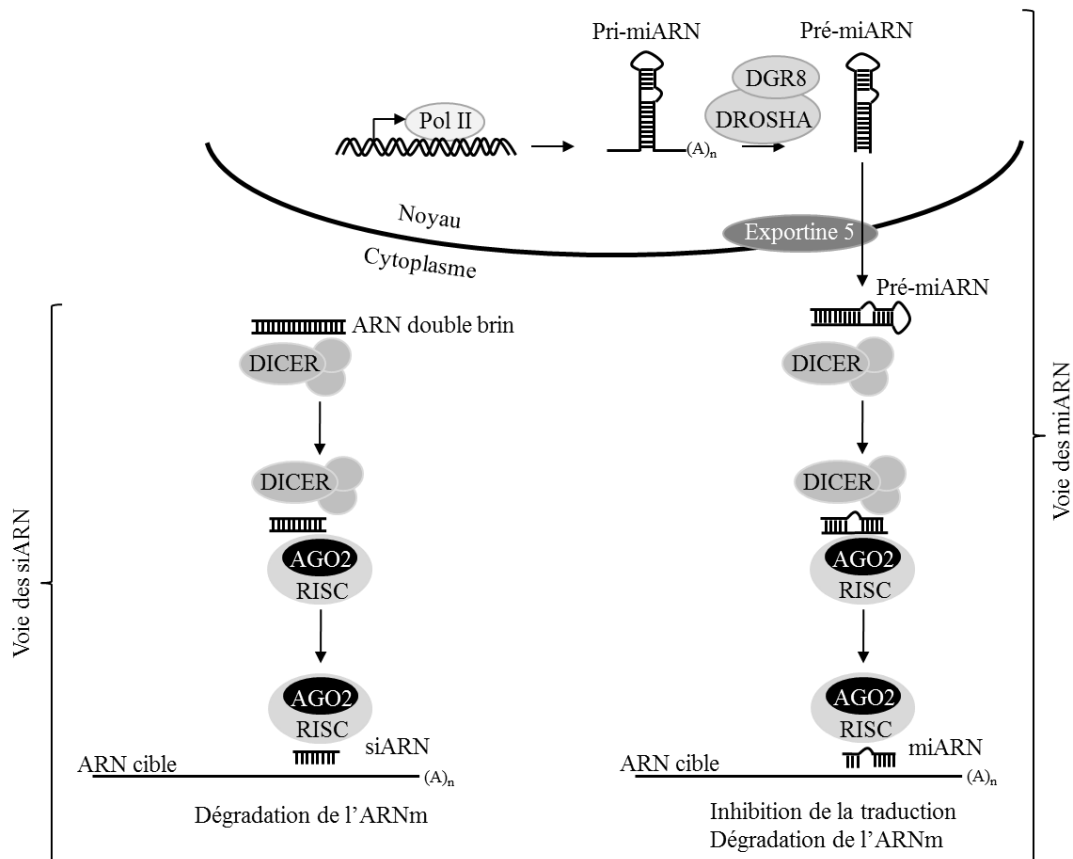 Pri-miARN
Pré-miARN
DGR8
DROSHA
Pol II
(A)n
Noyau
Cytoplasme
Exportine 5
Pré-miARN
ARN double brin
DICER
DICER
DICER
DICER
AGO2
RISC
AGO2
RISC
AGO2
RISC
siARN
ARN cible
(A)n
Dégradation de l’ARNm
AGO2
RISC
miARN
ARN cible
(A)n
Inhibition de la traduction
Dégradation de l’ARNm
Voie des siARN
Voie des miARN